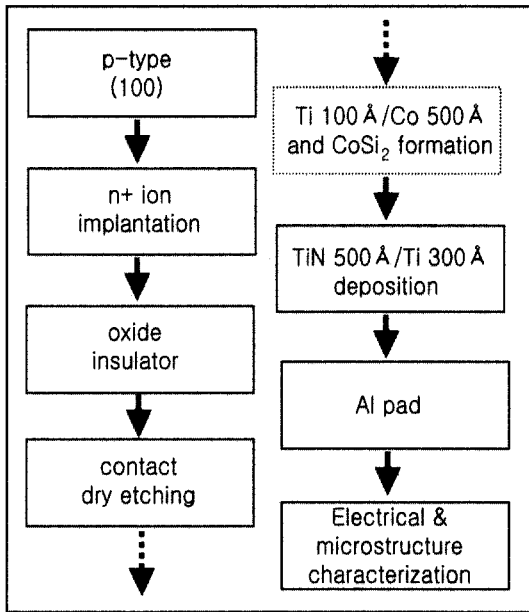 p-type
(100)
n+ ion
implantation
oxide
insulator
contact
dry etching
Ti 100 Å/Co 500 Å
and CoSi₂ formation
TiN 500 Å/Ti 300 Å
deposition
Al pad
Electrical &
microstructure
characterization